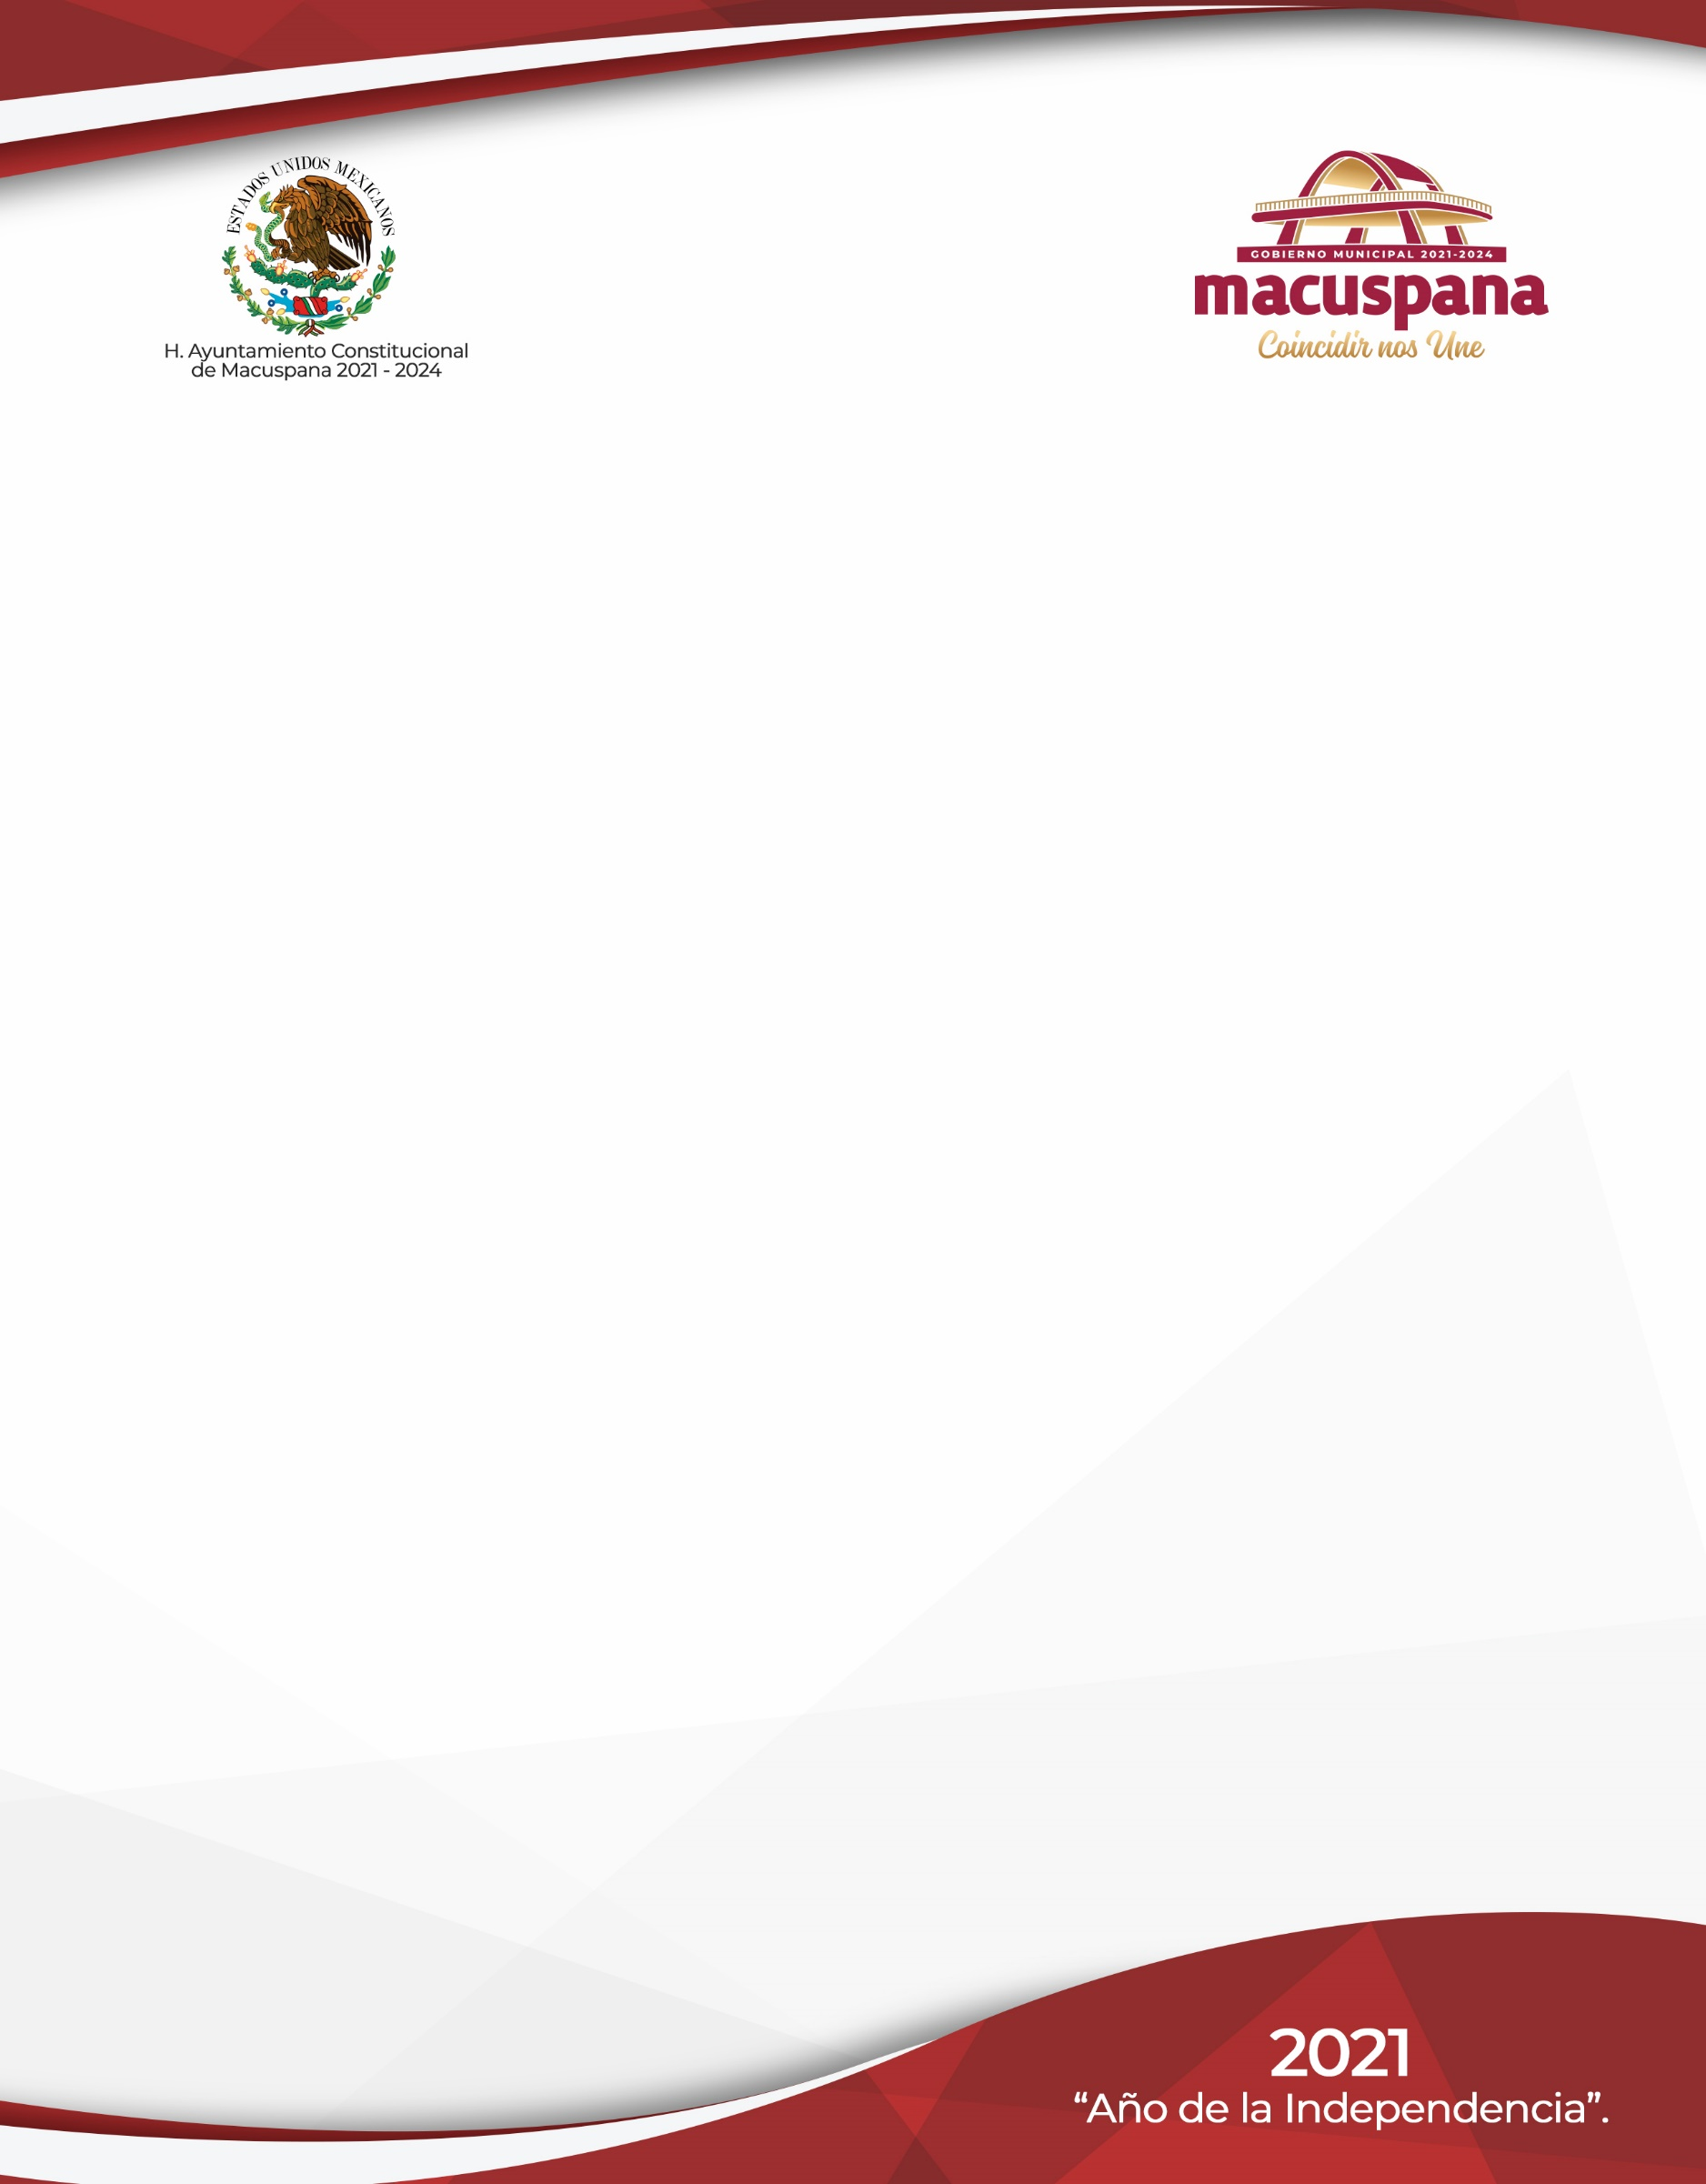 ESTADOS UNIDOS MEXICANOS
H. Ayuntamiento Constitucional
de Macuspana 2021 - 2024
GOBIERNO MUNICIPAL 2021-2024
macuspana
Coincidir nos Une
2021
“Año de la Independencia”.